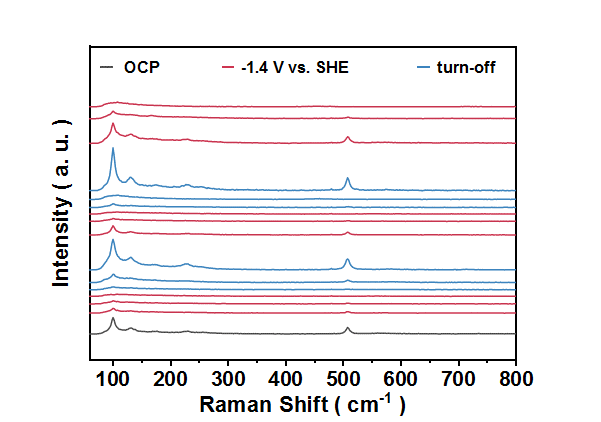 OCP -1.4 V vs. SHE turn-off
Intensity ( a. u. )
100 200 300 400 500 600 700 800
Raman Shift ( cm-1 )